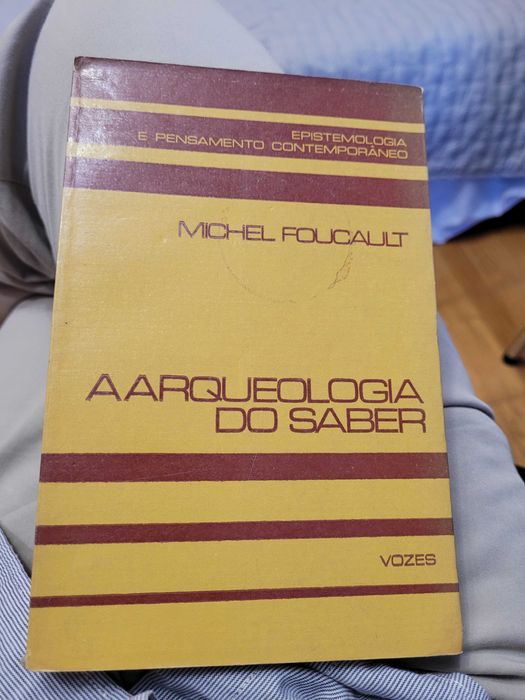 EPISTEMOLOGIA
E PENSAMENTO CONTEMPORÂNEO
MICHEL FOUCAULT
A ARQUEOLOGIA
DO SABER
VOZES